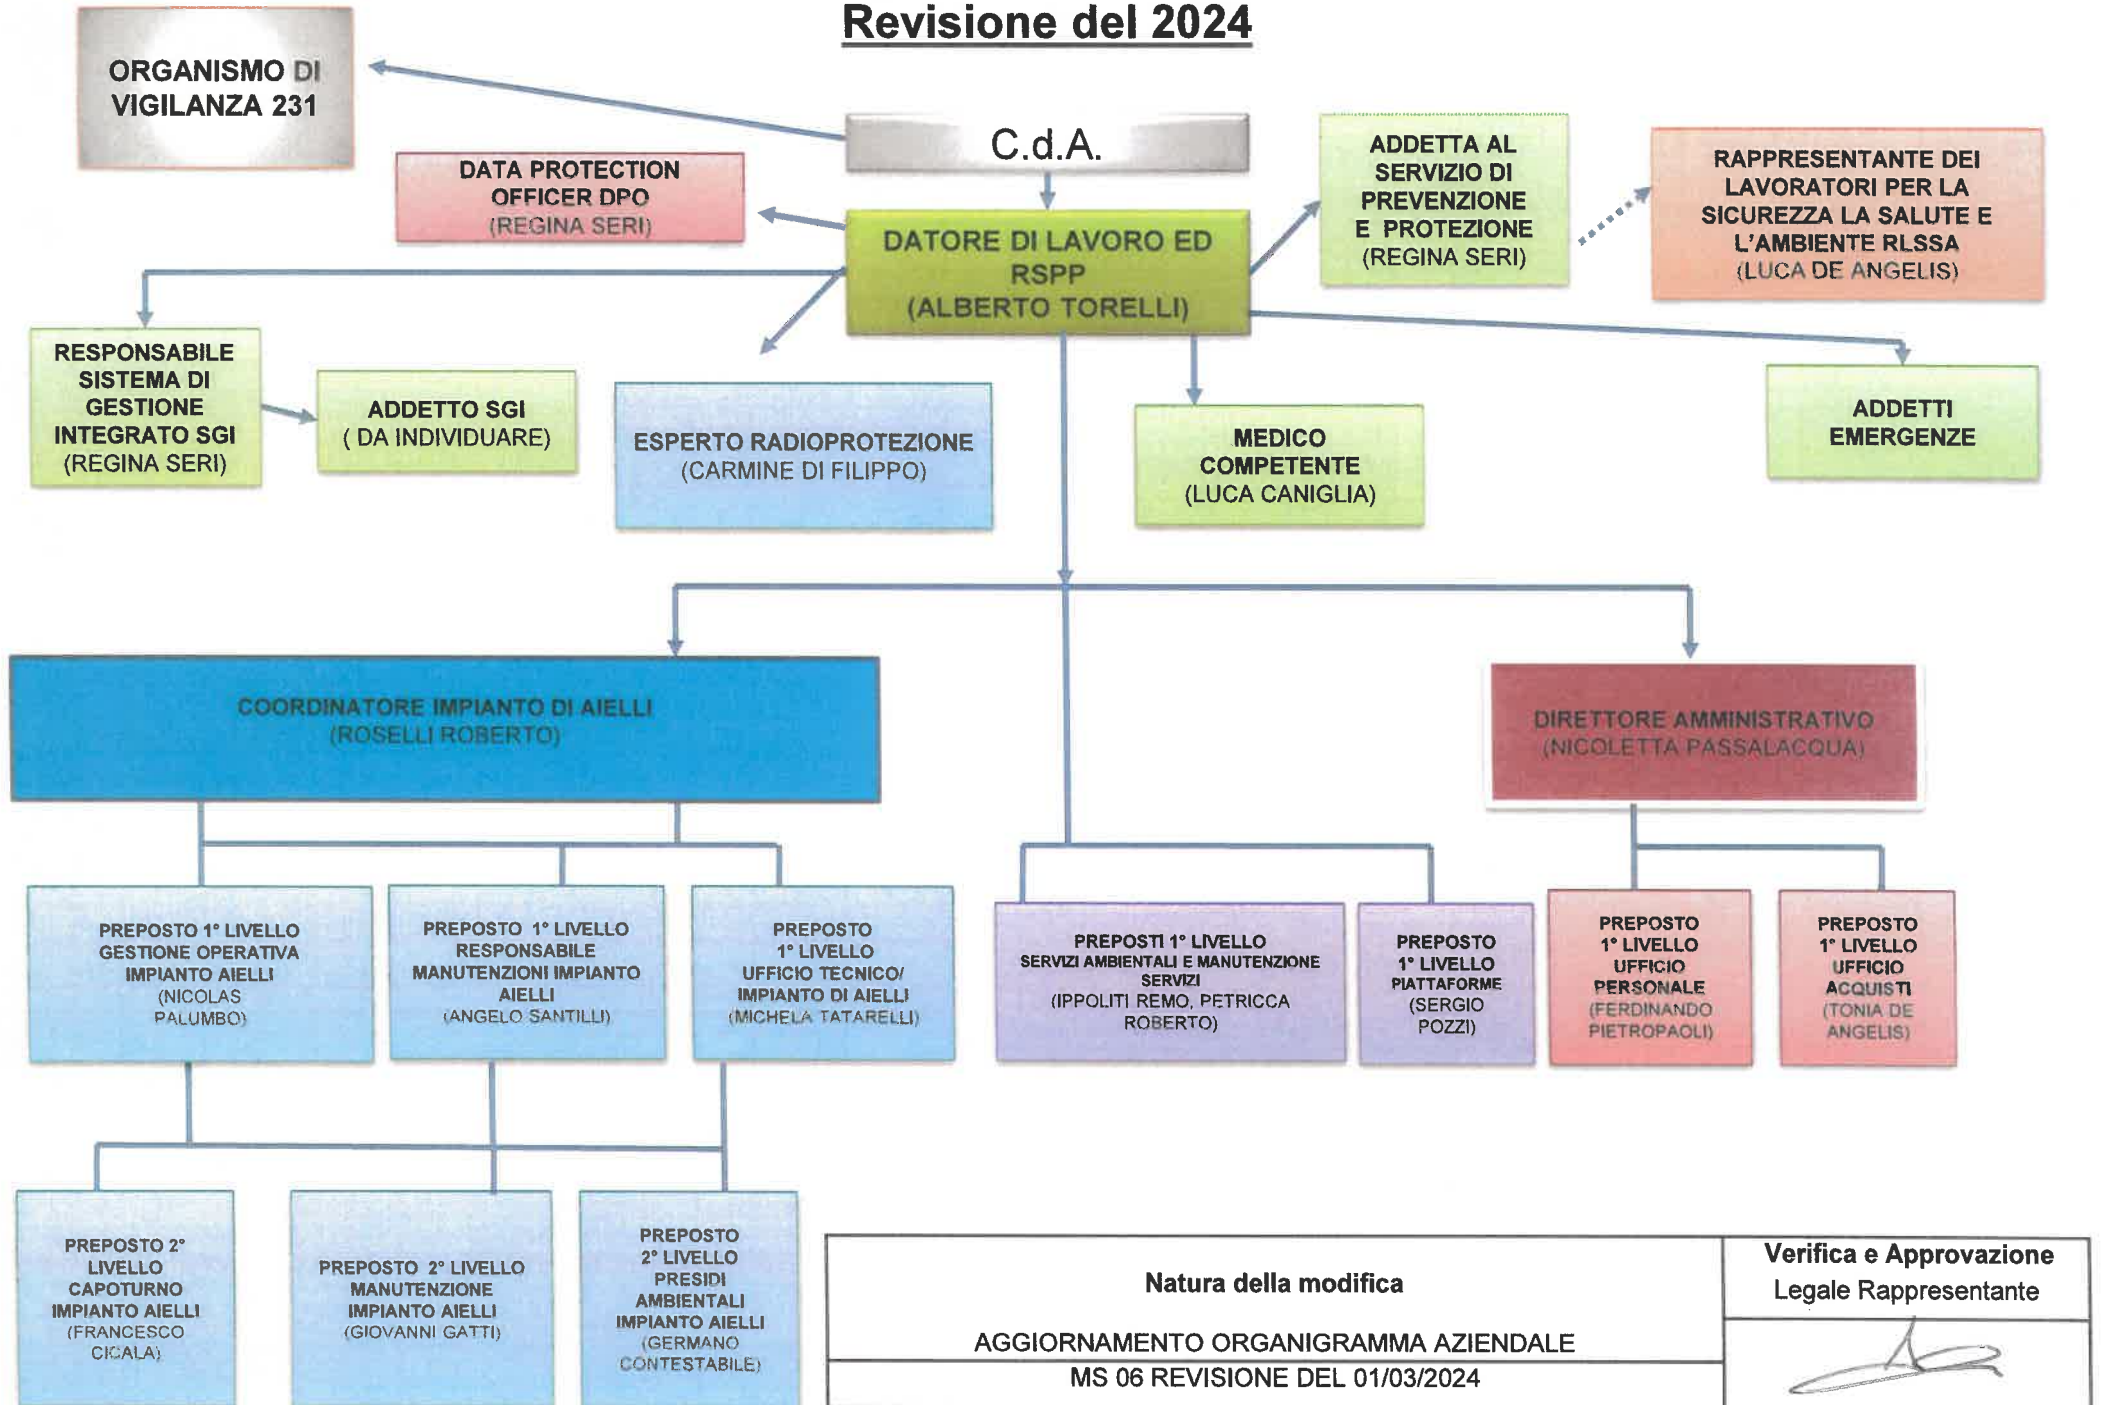 Revisione del 2024
ORGANISMO DI
VIGILANZA 231
C.d.A.
DATA PROTECTION
OFFICER DPO
(REGINA SERI)
ADDETTA AL
SERVIZIO DI
PREVENZIONE
E PROTEZIONE
(REGINA SERI)
RAPPRESENTANTE DEI
LAVORATORI PER LA
SICUREZZA LA SALUTE E
L'AMBIENTE RLSSA
(LUCA DE ANGELIS)
DATORE DI LAVORO ED
RSPP
(ALBERTO TORELLI)
RESPONSABILE
SISTEMA DI
GESTIONE
INTEGRATO SGI
(REGINA SERI)
ADDETTO SGI
( DA INDIVIDUARE)
ESPERTO RADIOPROTEZIONE
(CARMINE DI FILIPPO)
MEDICO
COMPETENTE
(LUCA CANIGLIA)
ADDETTI
EMERGENZE
COORDINATORE IMPIANTO DI AIELLI
(ROSELLI ROBERTO)
DIRETTORE AMMINISTRATIVO
(NICOLETTA PASSALACQUA)
PREPOSTO 1° LIVELLO
GESTIONE OPERATIVA
IMPIANTO AIELLI
(NICOLAS
PALUMBO)
PREPOSTO 1° LIVELLO
RESPONSABILE
MANUTENZIONI IMPIANTO
AIELLI
(ANGELO SANTILLI)
PREPOSTO
1° LIVELLO
UFFICIO TECNICO/
IMPIANTO DI AIELLI
(MICHELA TATARELLI)
PREPOSTI 1° LIVELLO
SERVIZI AMBIENTALI E MANUTENZIONE
SERVIZI
(IPPOLITI REMO, PETRICCA
ROBERTO)
PREPOSTO
1° LIVELLO
PIATTAFORME
(SERGIO
POZZI)
PREPOSTO
1° LIVELLO
UFFICIO
PERSONALE
(FERDINANDO
PIETROPAOLI)
PREPOSTO
1° LIVELLO
UFFICIO
ACQUISTI
(TONIA DE
ANGELIS)
PREPOSTO 2°
LIVELLO
CAPOTURNO
IMPIANTO AIELLI
(FRANCESCO
CICALA)
PREPOSTO 2° LIVELLO
MANUTENZIONE
IMPIANTO AIELLI
(GIOVANNI GATTI)
PREPOSTO
2° LIVELLO
PRESIDI
AMBIENTALI
IMPIANTO AIELLI
(GERMANO
CONTESTABILE)
Natura della modifica
AGGIORNAMENTO ORGANIGRAMMA AZIENDALE
MS 06 REVISIONE DEL 01/03/2024
Verifica e Approvazione
Legale Rappresentante